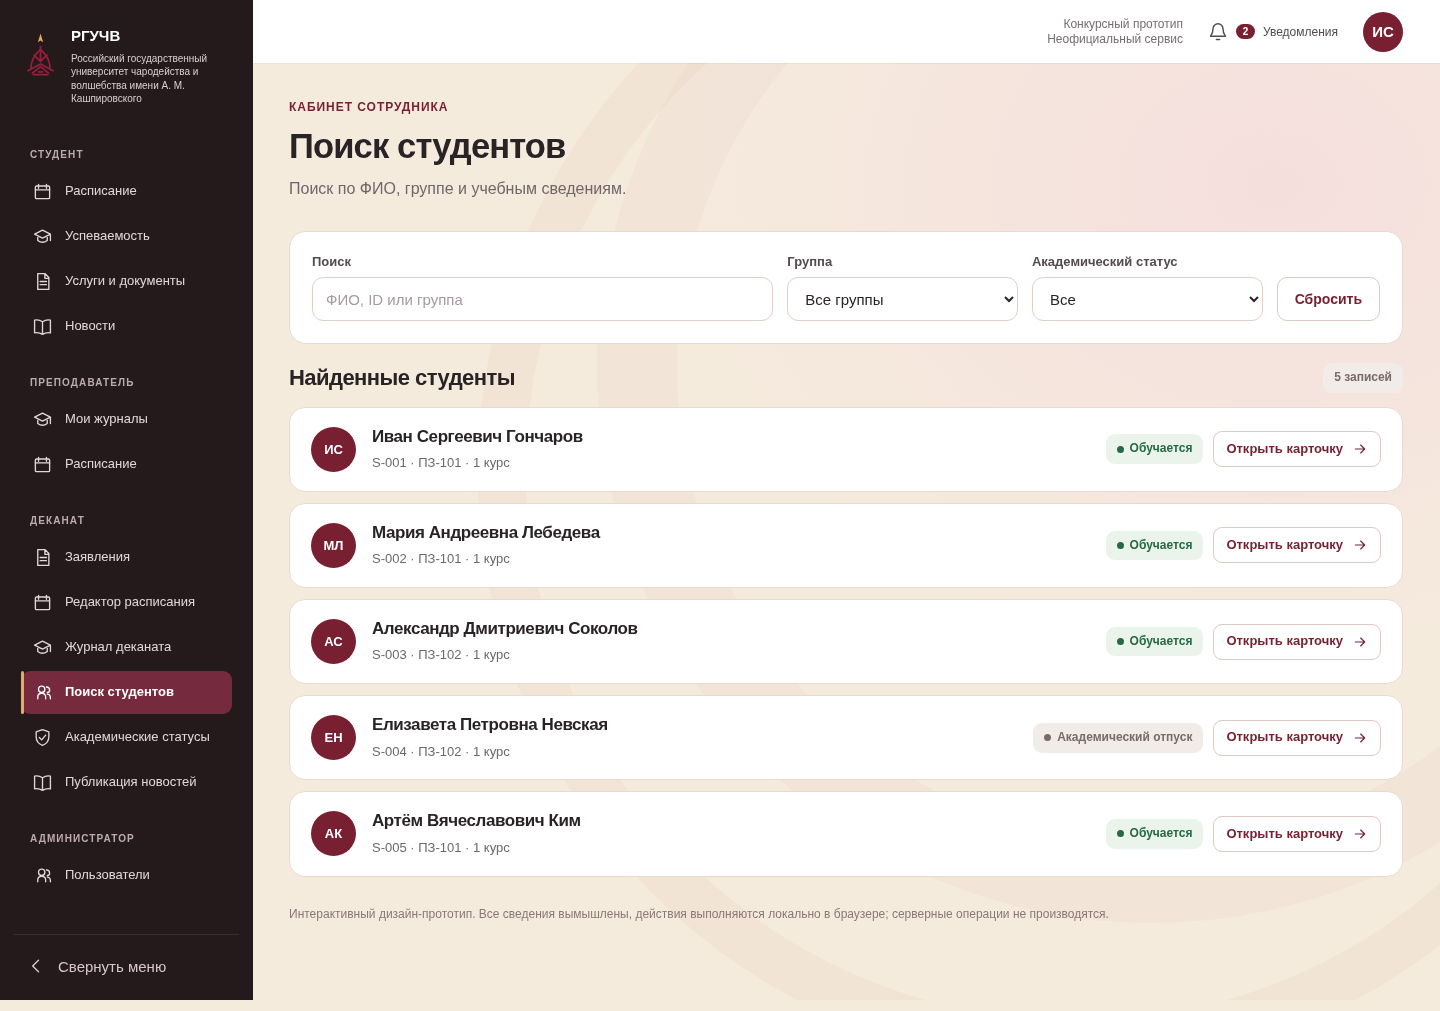 РГУЧВ
Российский государственный
университет чародейства и
волшебства имени А. М.
Кашпировского
СТУДЕНТ
Расписание
Успеваемость
Услуги и документы
Новости
ПРЕПОДАВАТЕЛЬ
Мои журналы
Расписание
ДЕКАНАТ
Заявления
Редактор расписания
Журнал деканата
Поиск студентов
Академические статусы
Публикация новостей
АДМИНИСТРАТОР
Пользователи
Свернуть меню
Конкурсный прототип
Неофициальный сервис
2 Уведомления
ИС
КАБИНЕТ СОТРУДНИКА
Поиск студентов
Поиск по ФИО, группе и учебным сведениям.
Поиск Группа Академический статус
ФИО, ID или группа Все группы Все Сбросить
Найденные студенты 5 записей
ИС Иван Сергеевич Гончаров
S-001 · ПЗ-101 · 1 курс
Обучается Открыть карточку
МЛ Мария Андреевна Лебедева
S-002 · ПЗ-101 · 1 курс
Обучается Открыть карточку
АС Александр Дмитриевич Соколов
S-003 · ПЗ-102 · 1 курс
Обучается Открыть карточку
ЕН Елизавета Петровна Невская
S-004 · ПЗ-102 · 1 курс
Академический отпуск Открыть карточку
АК Артём Вячеславович Ким
S-005 · ПЗ-101 · 1 курс
Обучается Открыть карточку
Интерактивный дизайн-прототип. Все сведения вымышлены, действия выполняются локально в браузере; серверные операции не производятся.